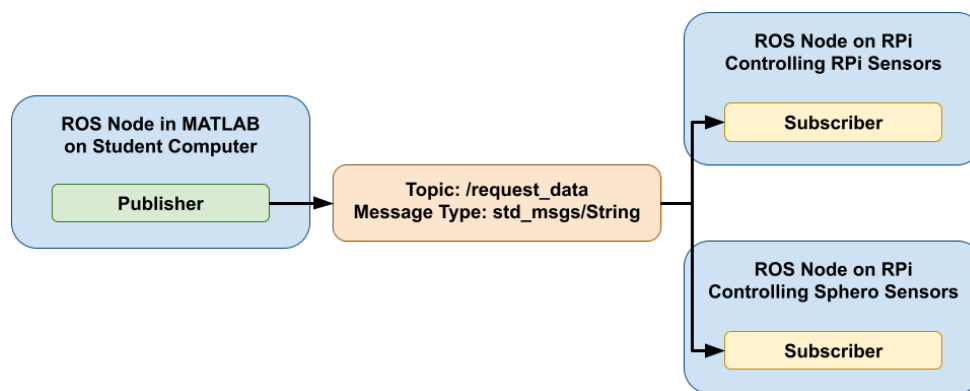 ROS Node in MATLAB
on Student Computer
Publisher
Topic: /request_data
Message Type: std_msgs/String
ROS Node on RPi
Controlling RPi Sensors
Subscriber
ROS Node on RPi
Controlling Sphero Sensors
Subscriber